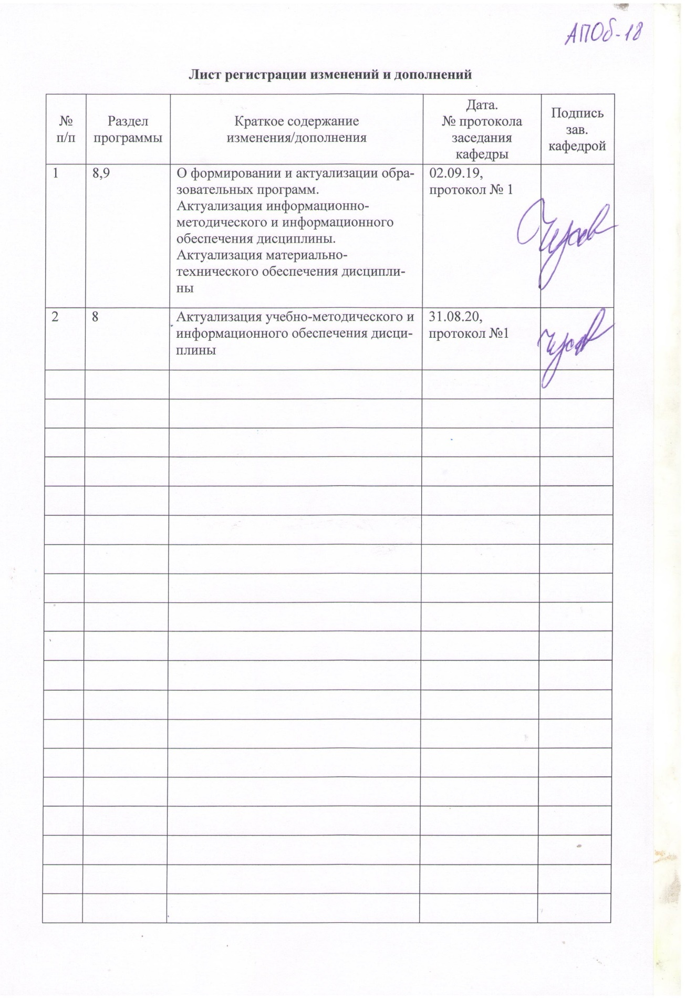 АПОб-18
Лист регистрации изменений и дополнений
№
п/п
Раздел
программы
Краткое содержание
изменения/дополнения
Дата.
№ протокола
заседания
кафедры
Подпись
зав.
кафедрой
1
8,9
О формировании и актуализации обра-
зовательных программ.
Актуализация информационно-
методического и информационного
обеспечения дисциплины.
Актуализация материально-
технического обеспечения дисципли-
ны
02.09.19,
протокол № 1
2
8
Актуализация учебно-методического и
информационного обеспечения дисци-
плины
31.08.20,
протокол №1